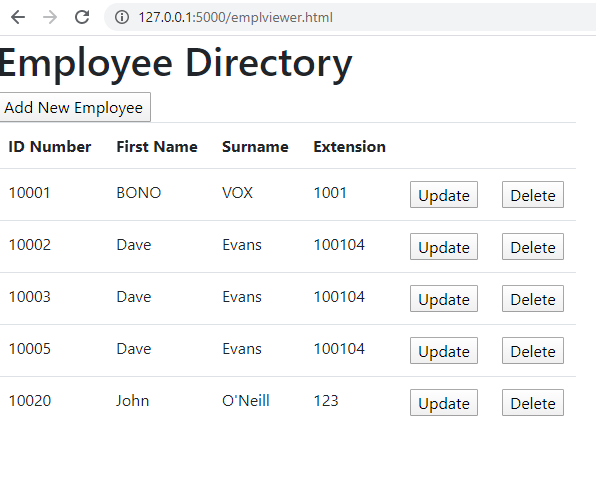 127.0.0.1:5000/emplviewer.html
Employee Directory
Add New Employee
ID Number First Name Surname Extension
10001 BONO VOX 1001 Update Delete
10002 Dave Evans 100104 Update Delete
10003 Dave Evans 100104 Update Delete
10005 Dave Evans 100104 Update Delete
10020 John O'Neill 123 Update Delete